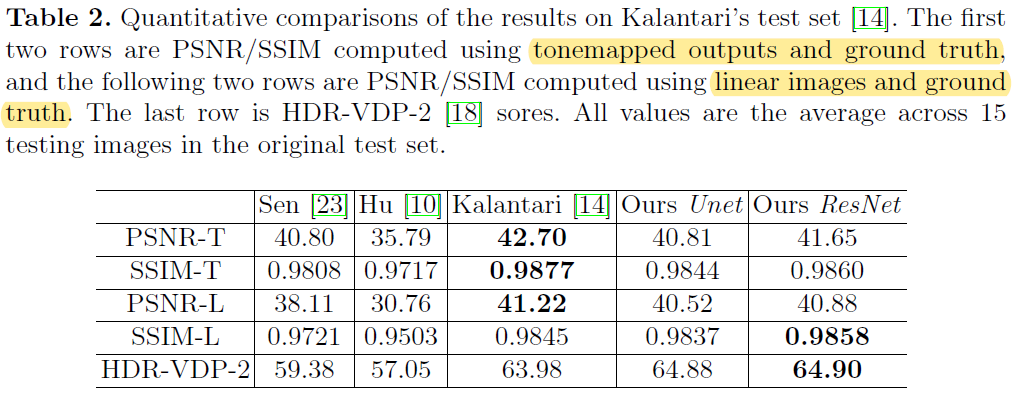 Table 2. Quantitative comparisons of the results on Kalantari's test set [14]. The first
two rows are PSNR/SSIM computed using tonemapped outputs and ground truth,
and the following two rows are PSNR/SSIM computed using linear images and ground
truth. The last row is HDR-VDP-2 [18] sores. All values are the average across 15
testing images in the original test set.
Sen [23] Hu [10] Kalantari [14] Ours Unet Ours ResNet
PSNR-T 40.80 35.79 42.70 40.81 41.65
SSIM-T 0.9808 0.9717 0.9877 0.9844 0.9860
PSNR-L 38.11 30.76 41.22 40.52 40.88
SSIM-L 0.9721 0.9503 0.9845 0.9837 0.9858
HDR-VDP-2 59.38 57.05 63.98 64.88 64.90